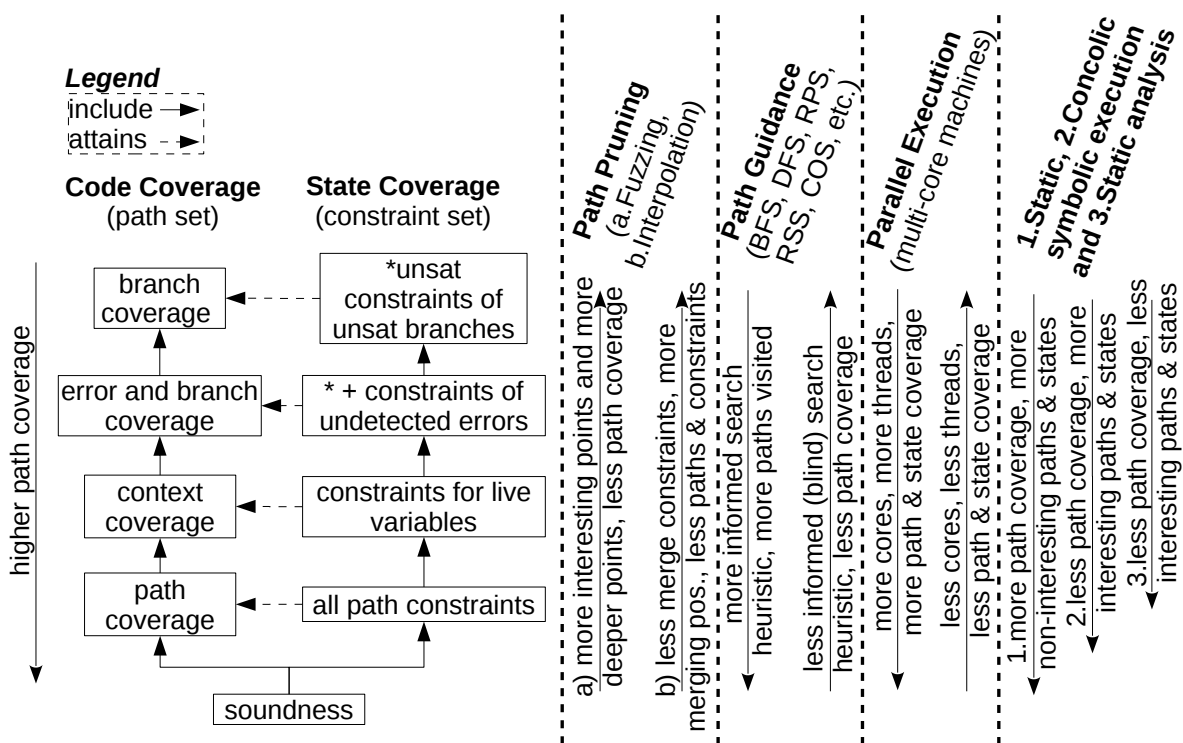 Legend
include
attains
Code Coverage
(path set)
State Coverage
(constraint set)
higher path coverage
branch
coverage
*unsat
constraints of
unsat branches
error and branch
coverage
* + constraints of
undetected errors
context
coverage
constraints for live
variables
path
coverage
all path constraints
soundness
Path Pruning
(a.Fuzzing,
b.Interpolation)
a) more interesting points and more
deeper points, less path coverage
b) less merge constraints, more
merging pos., less paths & constraints
Path Guidance
(BFS, DFS, RPS,
RSS, COS, etc.)
more informed search
heuristic, more paths visited
less informed (blind) search
heuristic, less path coverage
Parallel Execution
(multi-core machines)
more cores, more threads,
more path & state coverage
less cores, less threads,
less path & state coverage
1.Static, 2.Concolic
symbolic execution
and 3.Static analysis
1.more path coverage, more
non-interesting paths & states
2.less path coverage, more
interesting paths & states
3.less path coverage, less
interesting paths & states